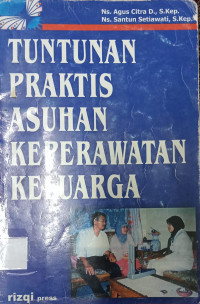 Ns. Agus Citra D., S.Kep.
Ns. Santun Setiawati, S.Kep.
TUNTUNAN
PRAKTIS
ASUHAN
KEPERAWATAN
KELUARGA
rizqi press